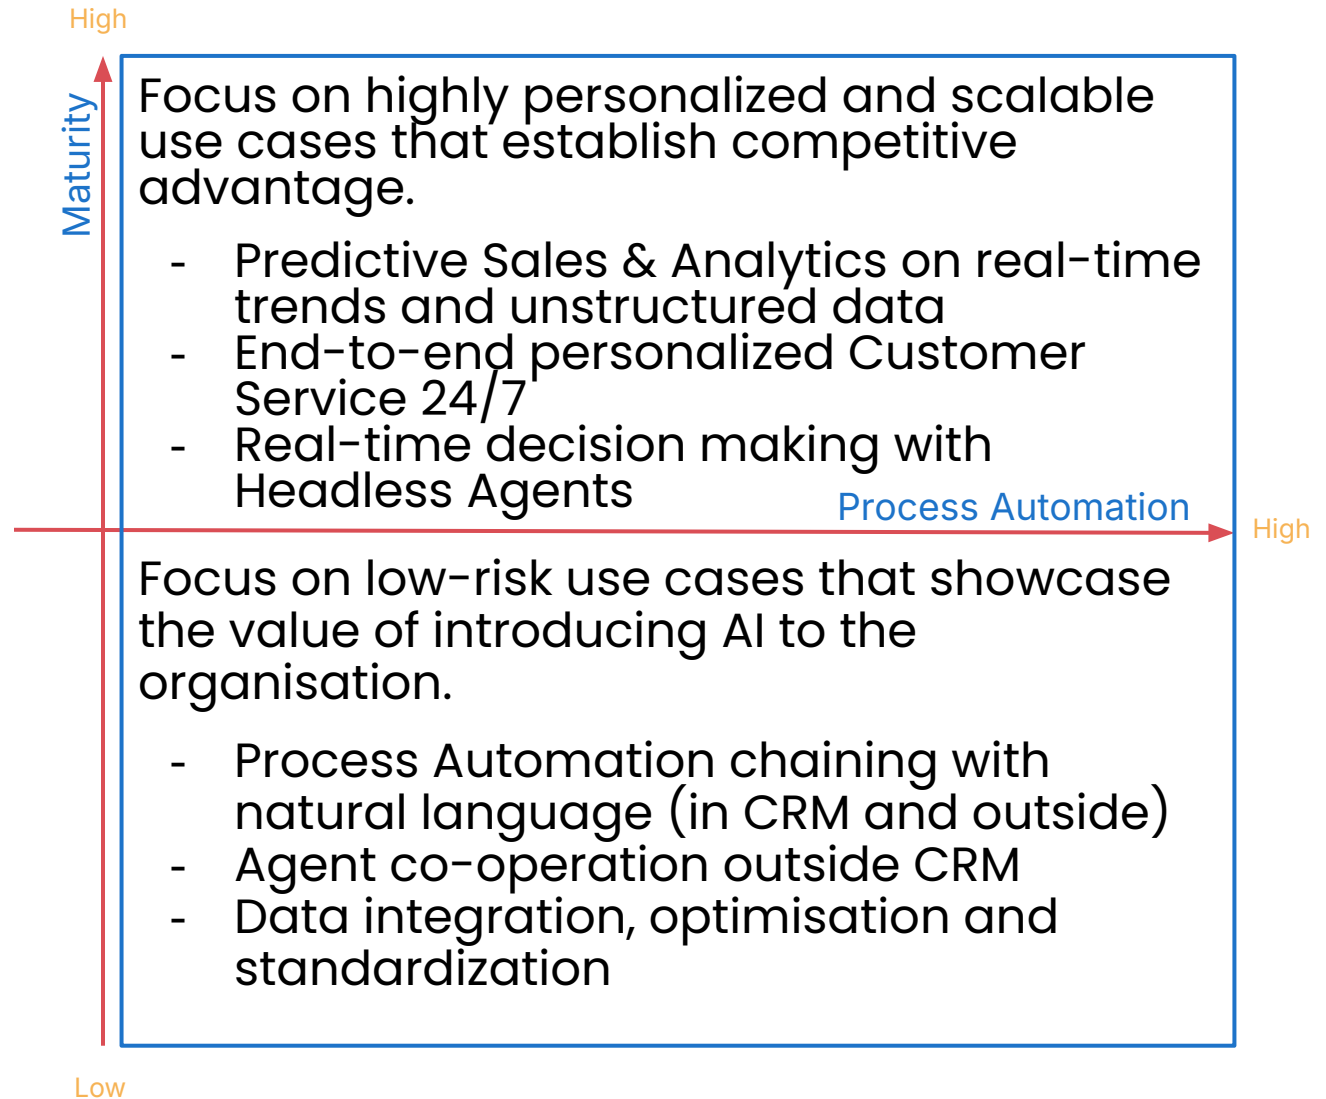 High
Maturity
Focus on highly personalized and scalable
use cases that establish competitive
advantage.
- Predictive Sales & Analytics on real-time
trends and unstructured data
- End-to-end personalized Customer
Service 24/7
- Real-time decision making with
Headless Agents
Process Automation
High
Focus on low-risk use cases that showcase
the value of introducing AI to the
organisation.
- Process Automation chaining with
natural language (in CRM and outside)
- Agent co-operation outside CRM
- Data integration, optimisation and
standardization
Low